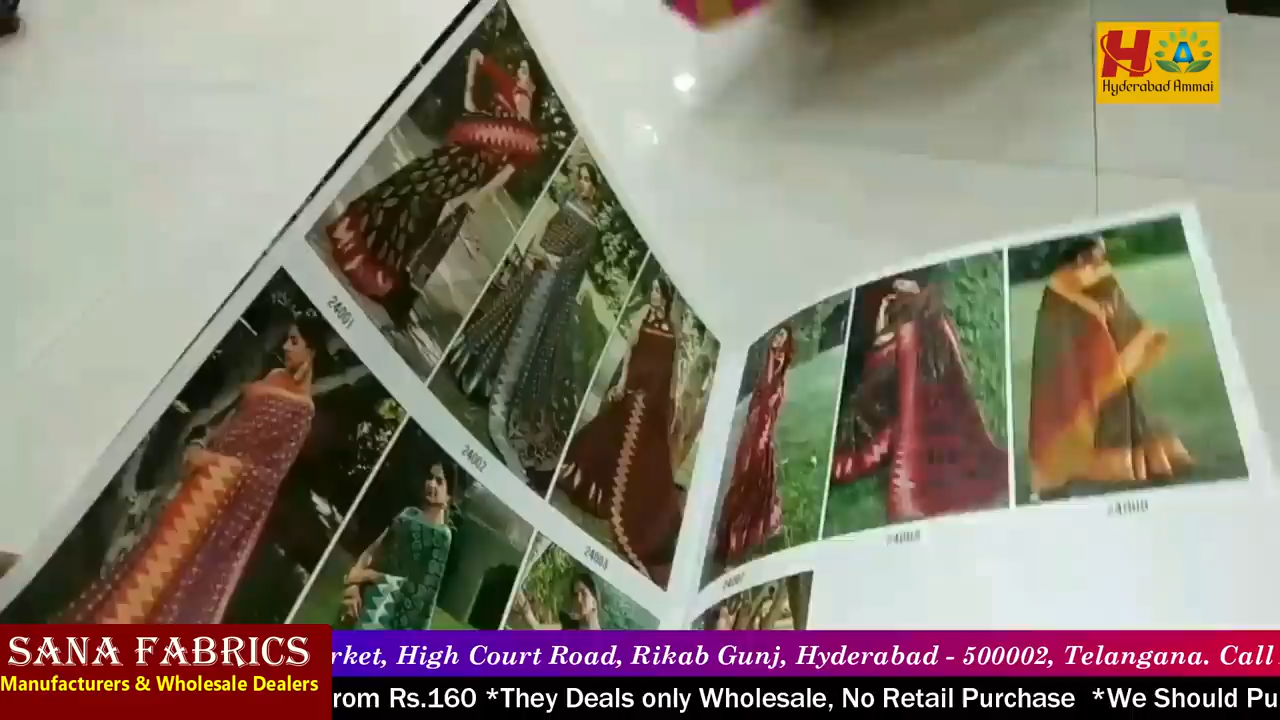 H A
Hyderabad Ammai
24001
24002
24003
SANA FABRICS
Manufacturers & Wholesale Dealers
rket, High Court Road, Rikab Gunj, Hyderabad - 500002, Telangana. Call
rom Rs.160 *They Deals only Wholesale, No Retail Purchase *We Should Pu